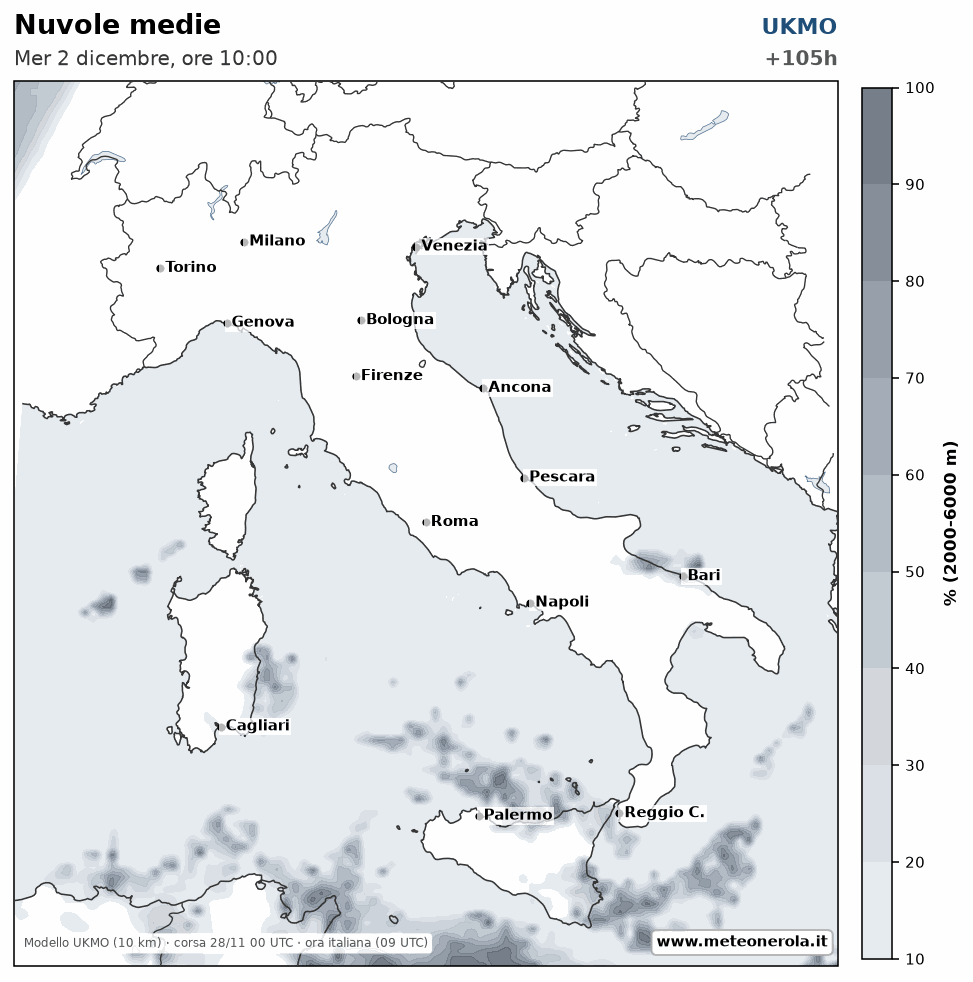 Nuvole medie
UKMO
Mer 2 dicembre, ore 10:00
+105h
100
90
80
70
60
50
40
30
20
10
% (2000-6000 m)
Milano
Venezia
Torino
Genova
Bologna
Firenze
Ancona
Pescara
Roma
Bari
Napoli
Cagliari
Palermo
Reggio C.
Modello UKMO (10 km) · corsa 28/11 00 UTC · ora italiana (09 UTC)
www.meteonerola.it